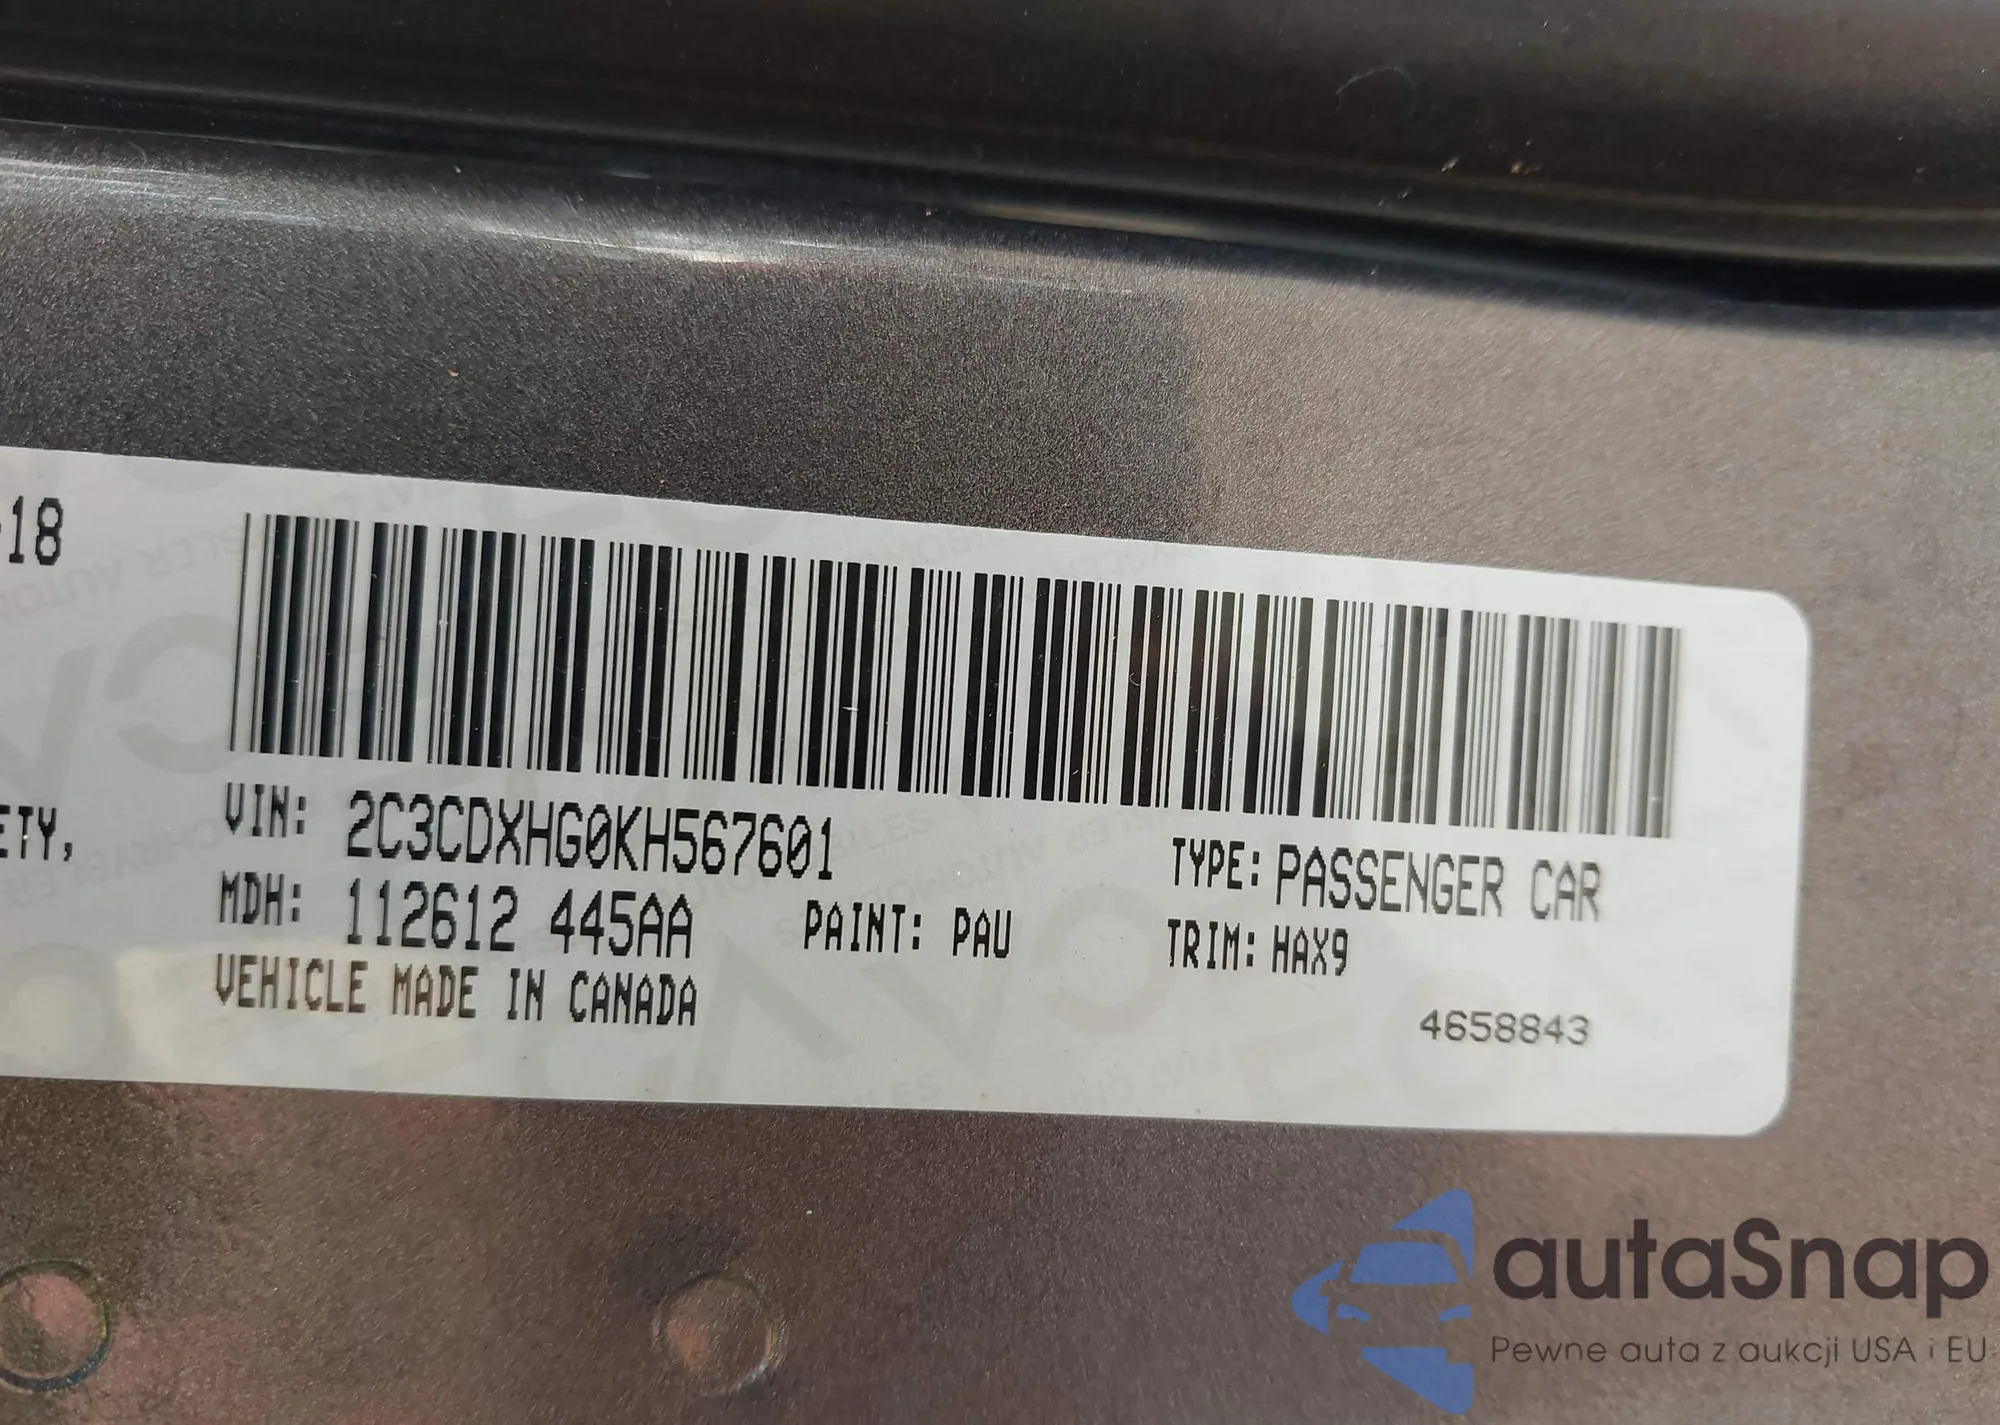 -18
ETY,
VIN: 2C3CDXHG0KH567601
TYPE: PASSENGER CAR
MDH: 112612 445AA
PAINT: PAU
TRIM: HAX9
VEHICLE MADE IN CANADA
4658843
autaSnap
Pewne auta z aukcji USA i EU